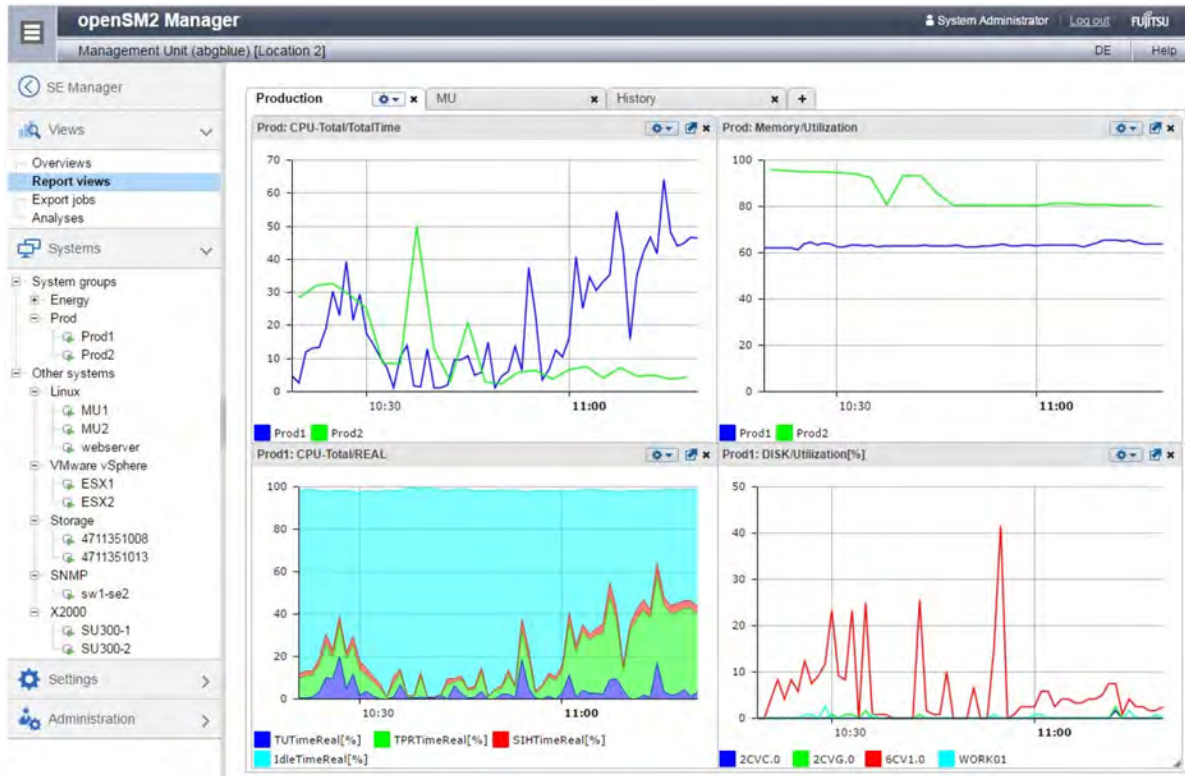 openSM2 Manager
System Administrator Log out FUJITSU
Management Unit (abgblue) [Location 2] DE Help
SE Manager
Views
Overviews
Report views
Export jobs
Analyses
Systems
System groups
Energy
Prod
Prod1
Prod2
Other systems
Linux
MU1
MU2
webserver
VMware vSphere
ESX1
ESX2
Storage
4711351008
4711351013
SNMP
sw1-se2
X2000
SU300-1
SU300-2
Settings
Administration
Production MU History +
Prod: CPU-Total/TotalTime
70
60
50
40
30
20
10
0
10:30 11:00
Prod1 Prod2
Prod: Memory/Utilization
100
80
60
40
20
0
10:30 11:00
Prod1 Prod2
Prod1: CPU-Total/REAL
100
80
60
40
20
0
10:30 11:00
TUTimeReal[%] TPRTimeReal[%] SIHTimeReal[%]
IdleTimeReal[%]
Prod1: DISK/Utilization[%]
50
40
30
20
10
0
10:30 11:00
2CVC.0 2CVG.0 6CV1.0 WORK01